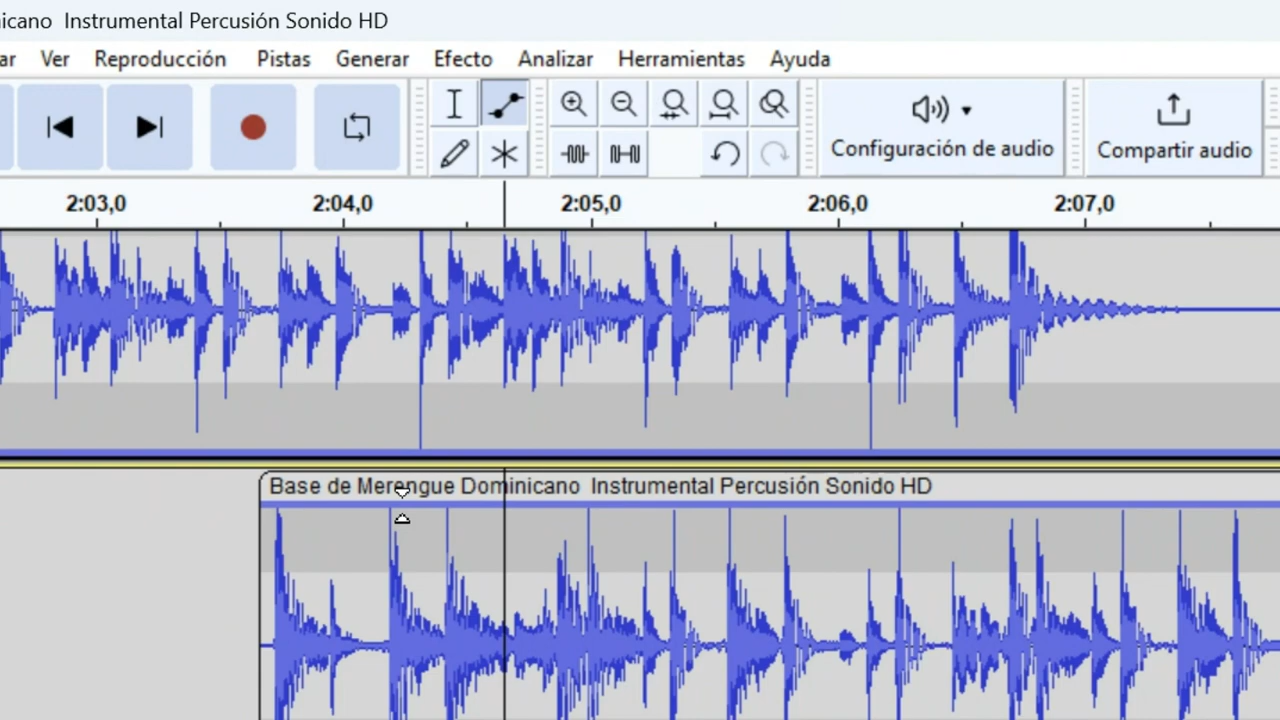 icano Instrumental Percusión Sonido HD
ar Ver Reproducción Pistas Generar Efecto Analizar Herramientas Ayuda
Configuración de audio
Compartir audio
2:03,0 2:04,0 2:05,0 2:06,0 2:07,0
Base de Merengue Dominicano Instrumental Percusión Sonido HD